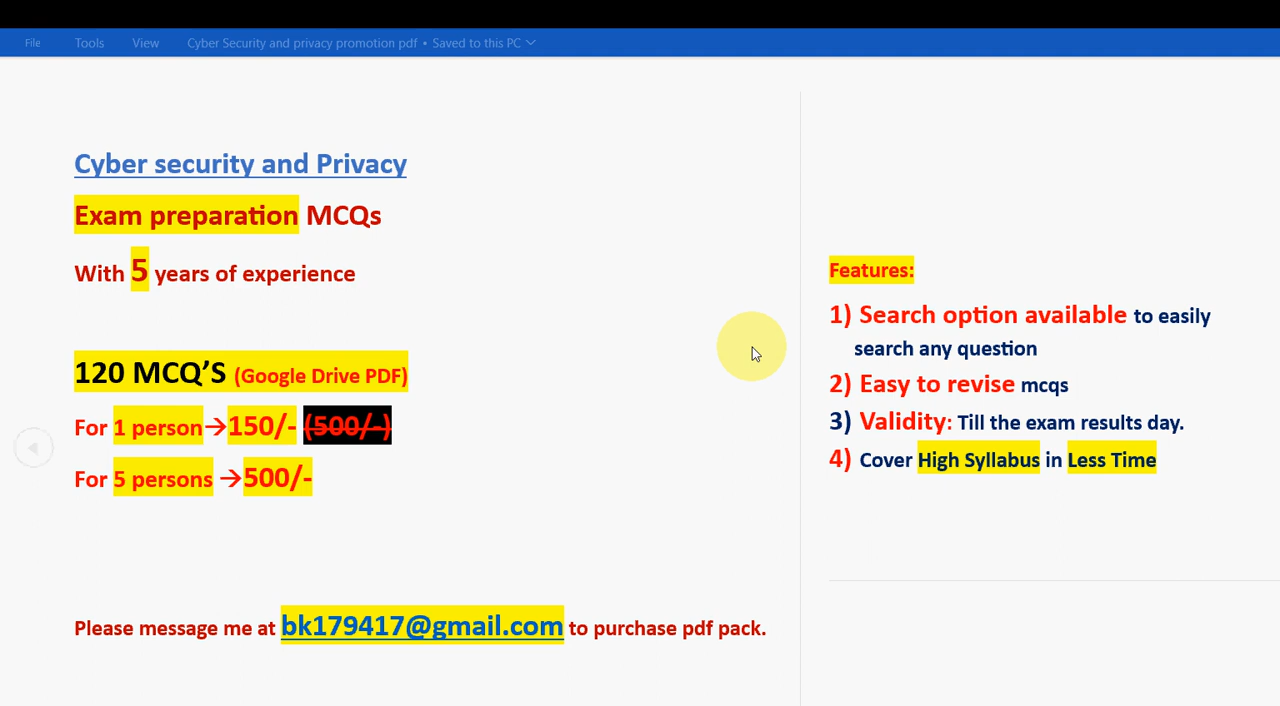 File Tools View Cyber Security and privacy promotion pdf • Saved to this PC
Cyber security and Privacy
Exam preparation MCQs
With 5 years of experience
120 MCQ’S (Google Drive PDF)
For 1 person→150/- (500/-)
For 5 persons →500/-
Please message me at bk179417@gmail.com to purchase pdf pack.
Features:
1) Search option available to easily
search any question
2) Easy to revise mcqs
3) Validity: Till the exam results day.
4) Cover High Syllabus in Less Time